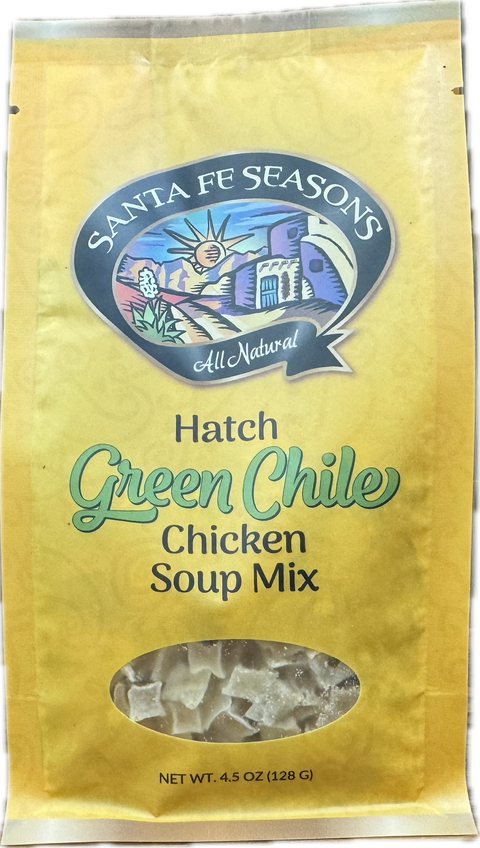 SANTA FE SEASONS
All Natural
Hatch
Green Chile
Chicken
Soup Mix
NET WT. 4.5 OZ (128 G)